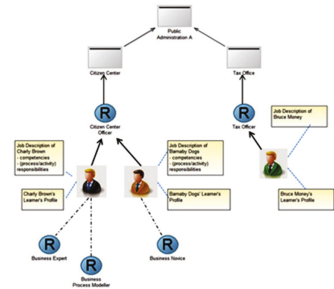 Public
Administration A
Citizen Center
Tax Office
R
Citizen Center
Officer
R
Tax Officer
Job Description of
Bruce Money
Job Description of
Charly Brown
- competencies
- (process/activity)
responsibilities
Job Description of
Barnaby Dogs
- competencies
- (process/activity)
responsibilities
Charly Brown's
Learner's Profile
Barnaby Dogs' Learner's
Profile
Bruce Money's
Learner's Profile
R
Business Expert
R
Business
Process Modeller
R
Business Novice